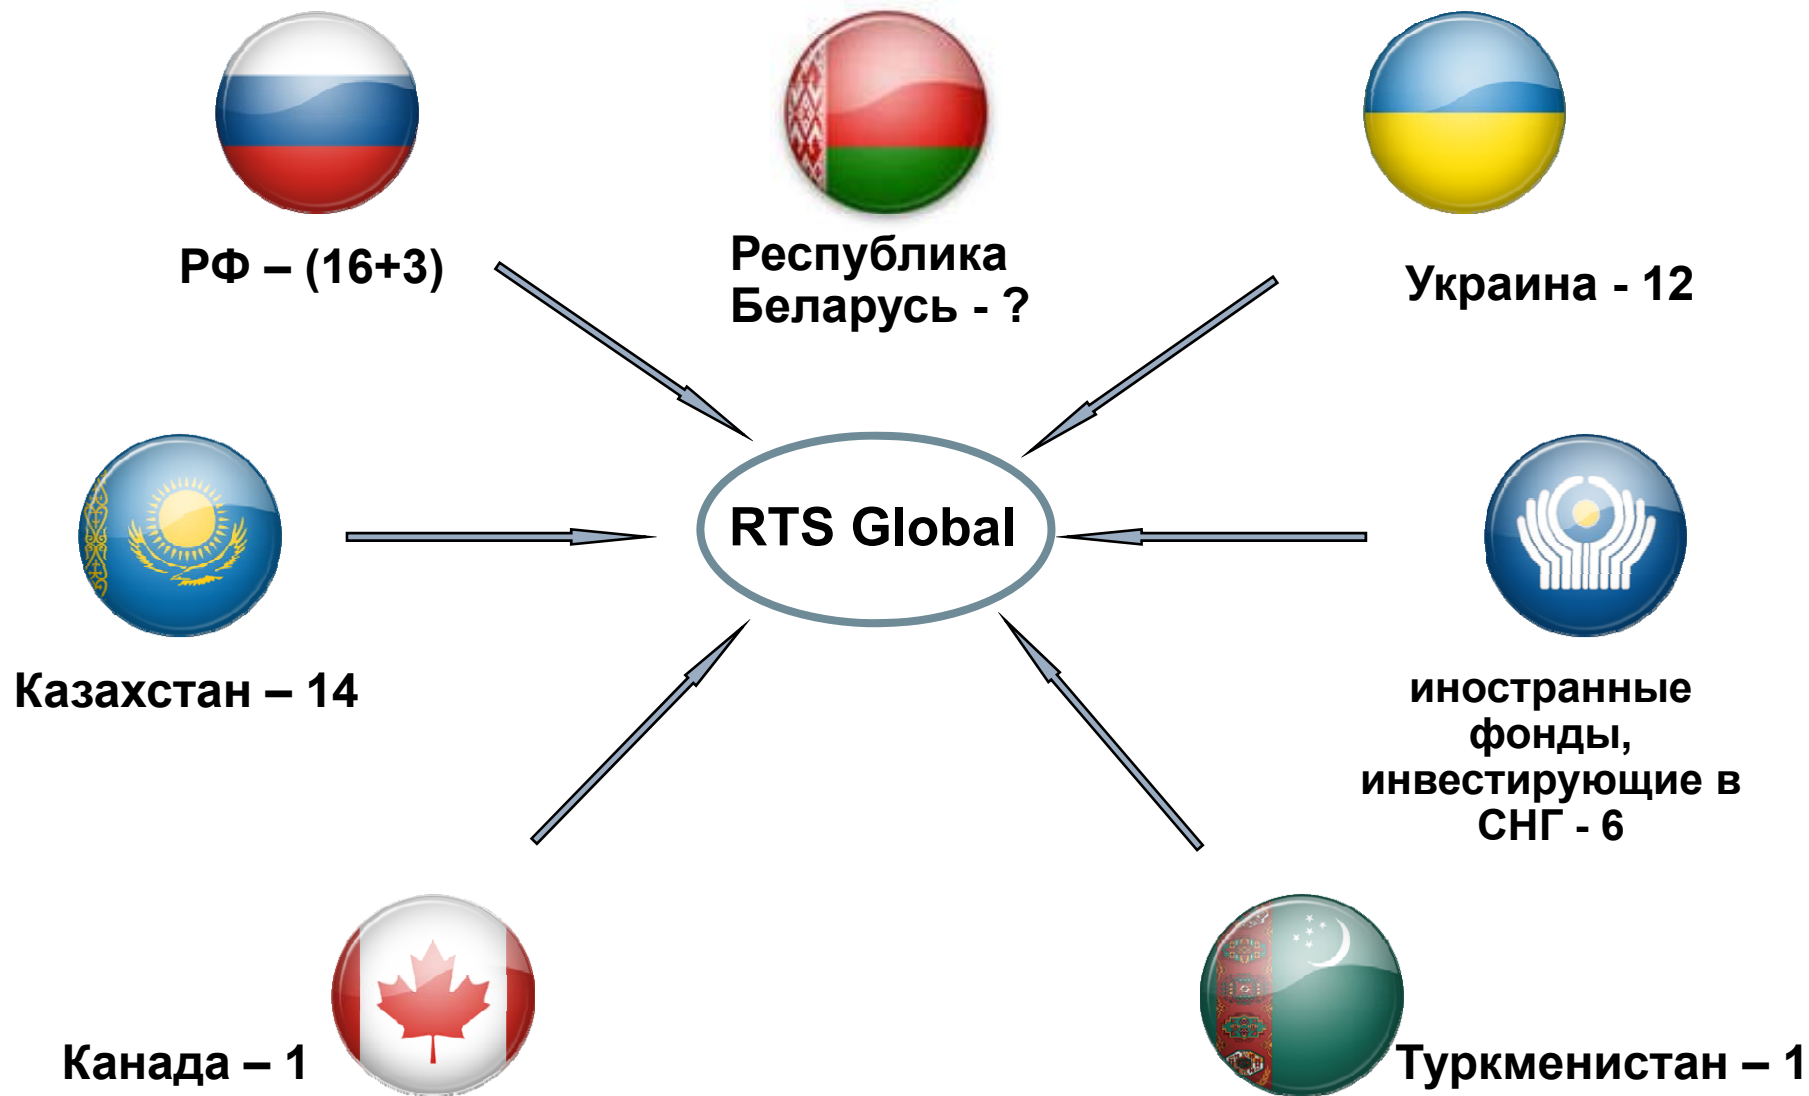 РФ – (16+3)
Республика
Беларусь - ?
Украина - 12
RTS Global
Казахстан – 14
иностранные
фонды,
инвестирующие в
СНГ - 6
Канада – 1
Туркменистан – 1